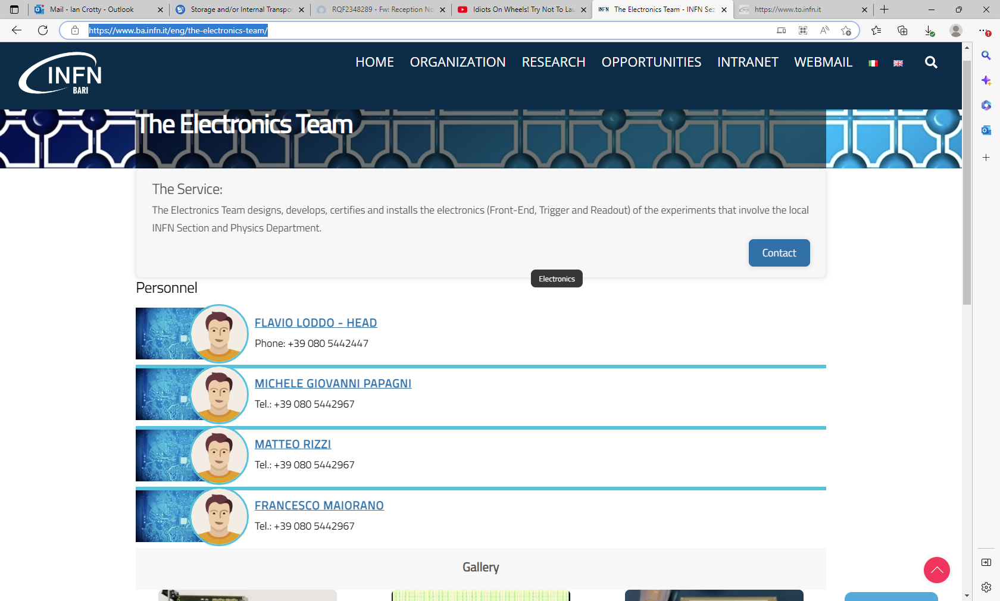 Mail - Ian Crotty - Outlook
Storage and/or Internal Transpor
RQF2348289 - Fw: Reception No
Idiots On Wheels! Try Not To Lau
INFN
The Electronics Team - INFN Sez
https://www.to.infn.it
https://www.ba.infn.it/eng/the-electronics-team/
INFN
BARI
HOME
ORGANIZATION
RESEARCH
OPPORTUNITIES
INTRANET
WEBMAIL
The Electronics Team
The Service:
The Electronics Team designs, develops, certifies and installs the electronics (Front-End, Trigger and Readout) of the experiments that involve the local
INFN Section and Physics Department.
Contact
Electronics
Personnel
FLAVIO LODDO - HEAD
Phone: +39 080 5442447
MICHELE GIOVANNI PAPAGNI
Tel.: +39 080 5442967
MATTEO RIZZI
Tel.: +39 080 5442967
FRANCESCO MAIORANO
Tel.: +39 080 5442967
Gallery